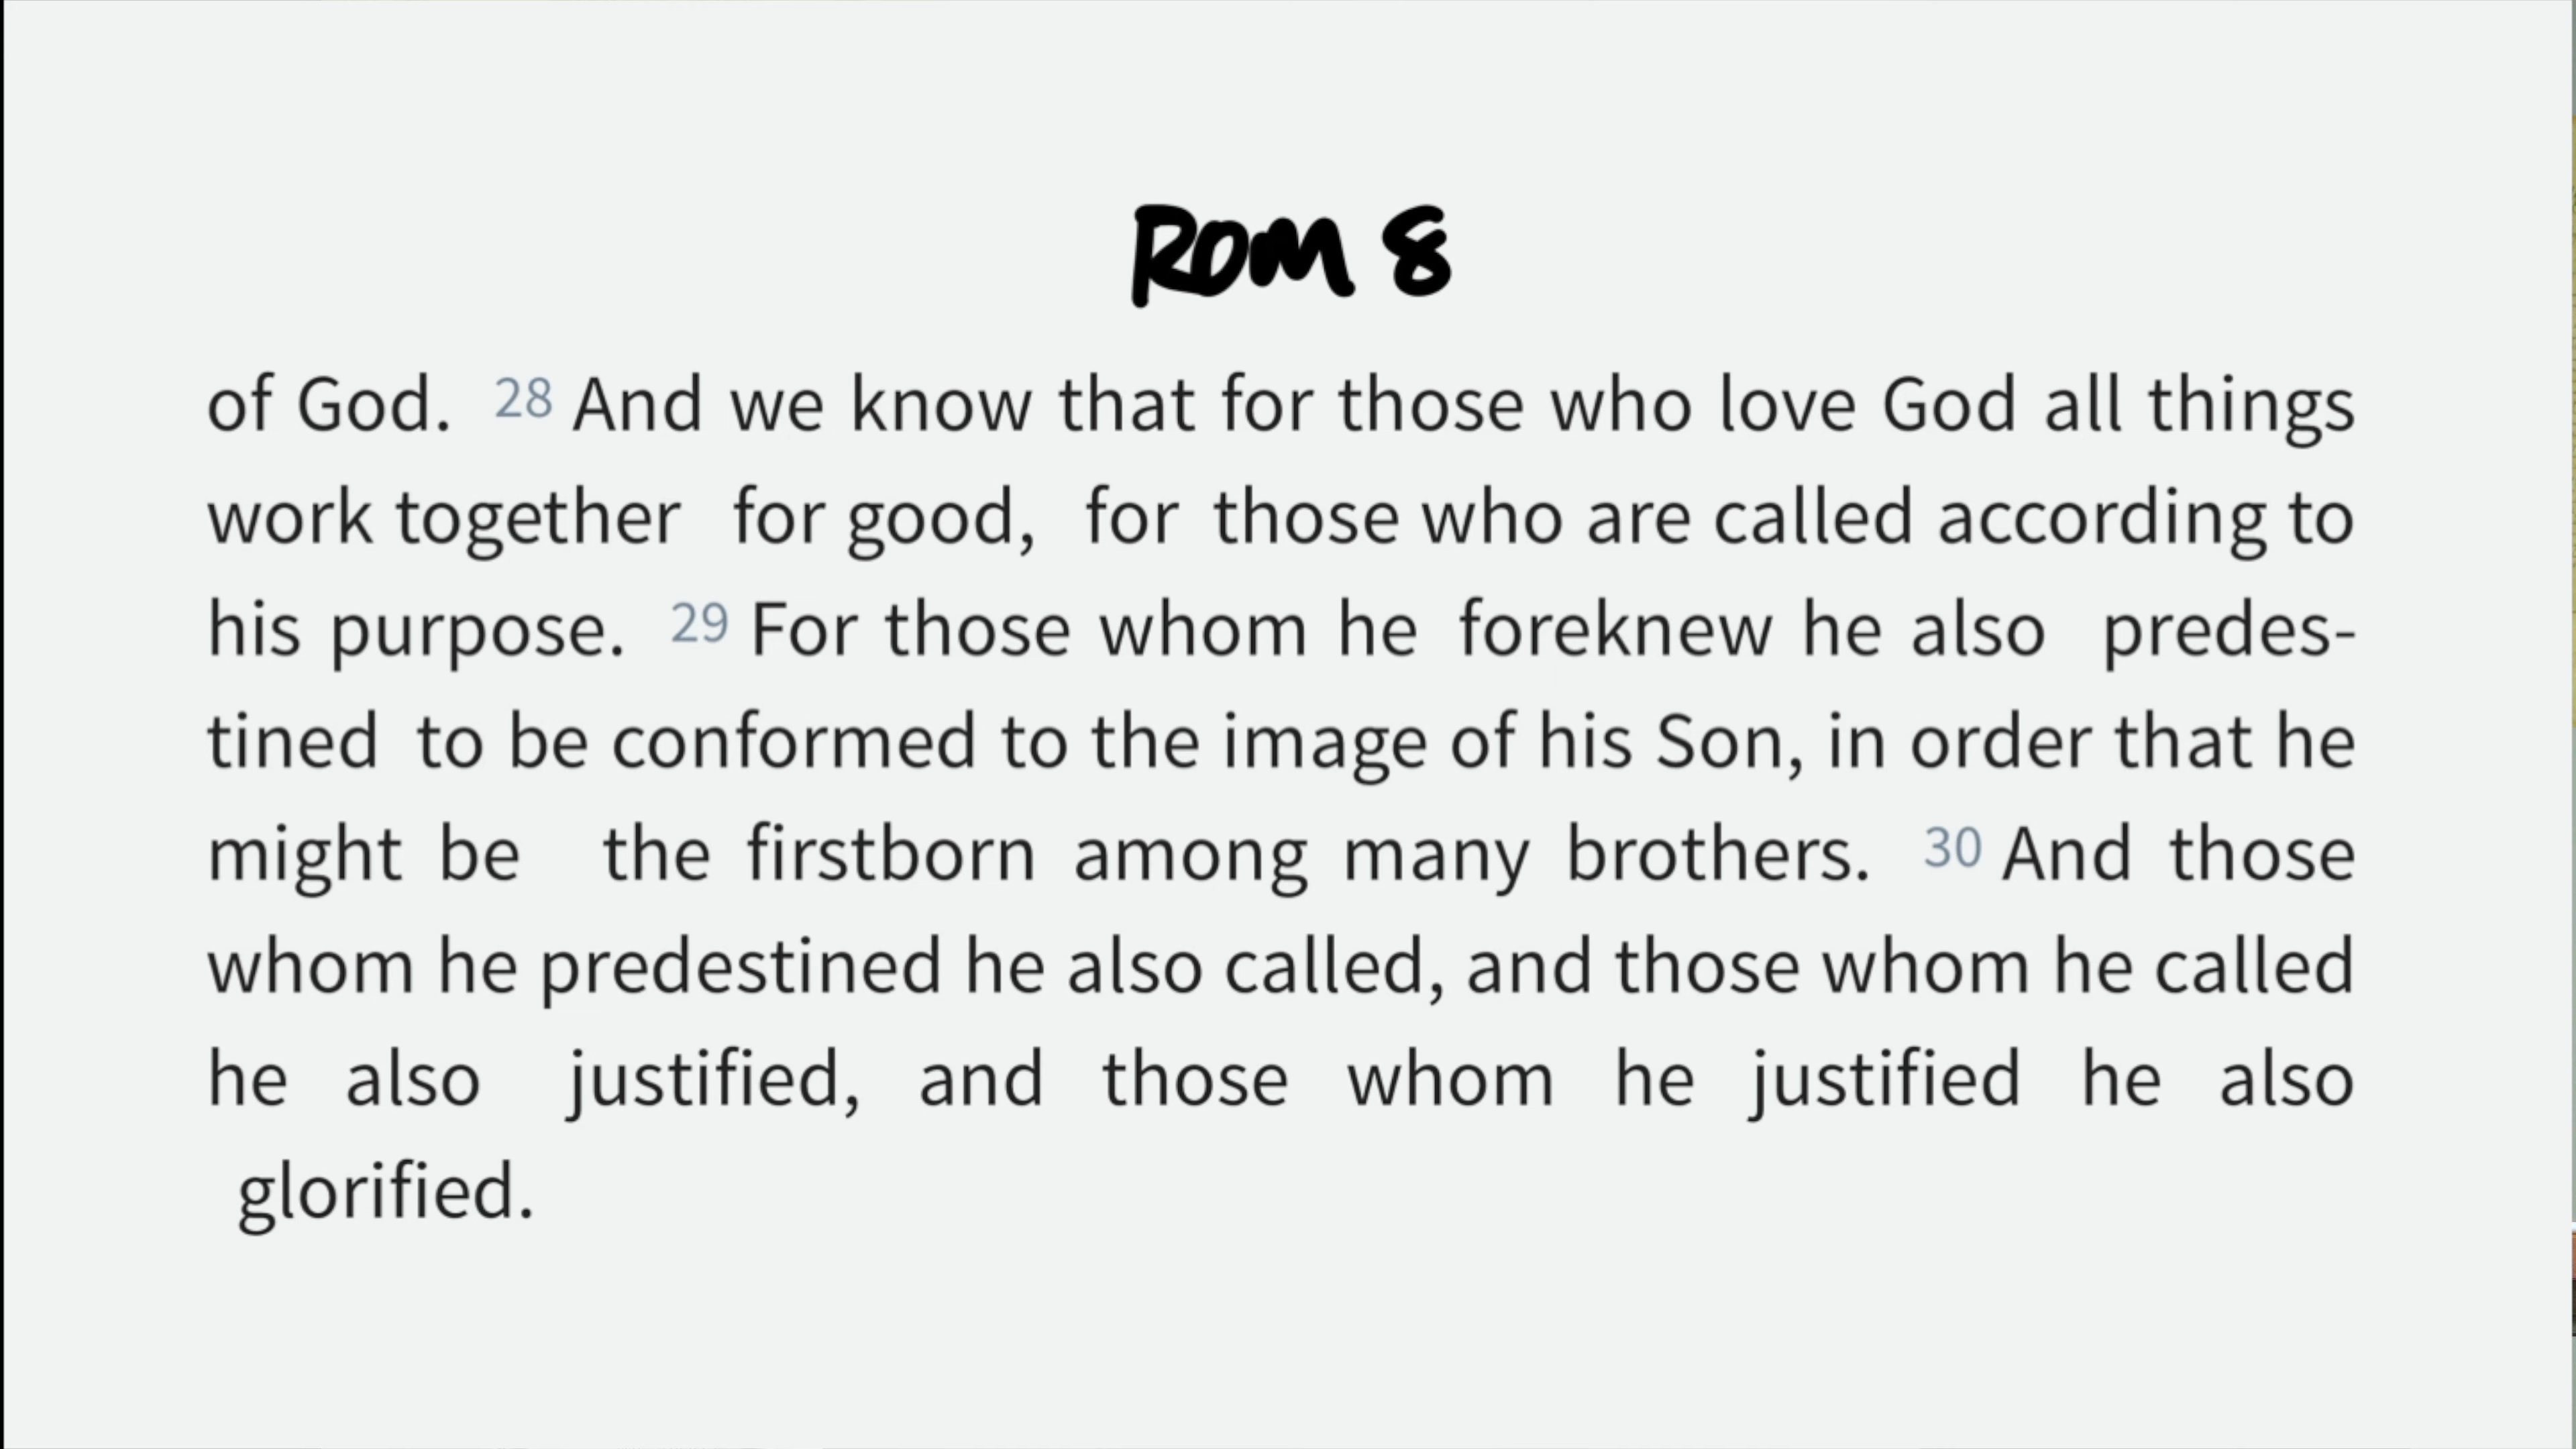 ROM 8
of God. 28 And we know that for those who love God all things
work together for good, for those who are called according to
his purpose. 29 For those whom he foreknew he also predes-
tined to be conformed to the image of his Son, in order that he
might be the firstborn among many brothers. 30 And those
whom he predestined he also called, and those whom he called
he also justified, and those whom he justified he also
glorified.